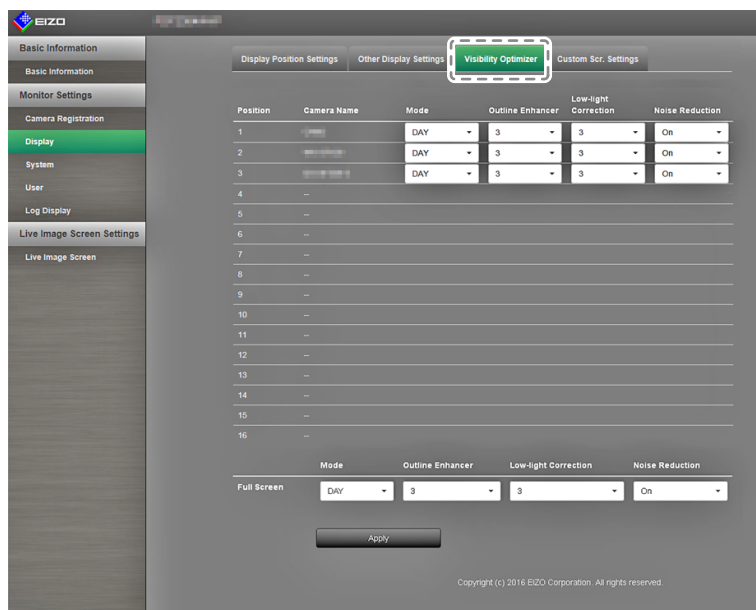 EIZO
Basic Information
Basic Information
Monitor Settings
Camera Registration
Display
System
User
Log Display
Live Image Screen Settings
Live Image Screen
Display Position Settings Other Display Settings Visibility Optimizer Custom Scr. Settings
Position Camera Name Mode Outline Enhancer Low-light Correction Noise Reduction
1 DAY 3 3 On
2 DAY 3 3 On
3 DAY 3 3 On
4 --
5 --
6 --
7 --
8 --
9 --
10 --
11 --
12 --
13 --
14 --
15 --
16 --
Mode Outline Enhancer Low-light Correction Noise Reduction
Full Screen DAY 3 3 On
Apply
Copyright (c) 2016 EIZO Corporation. All rights reserved.